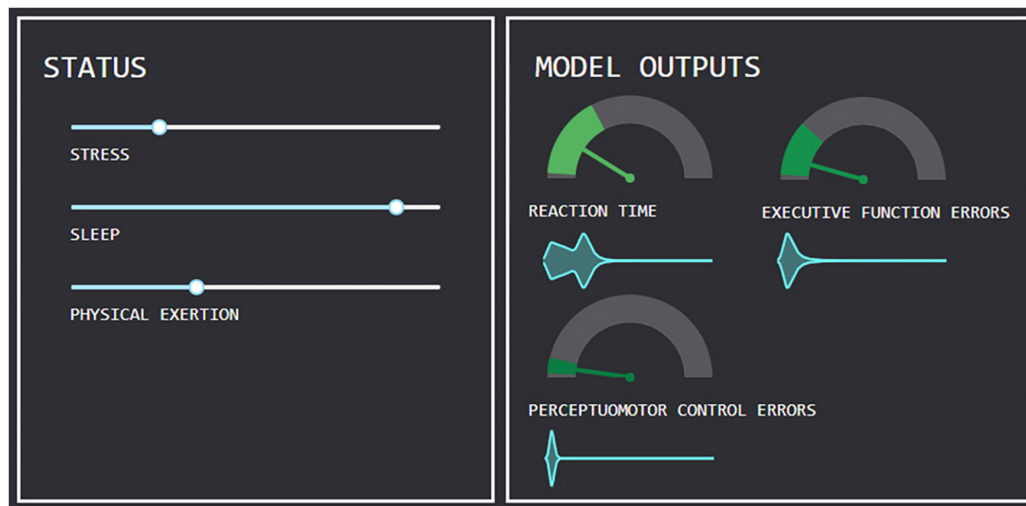 STATUS
STRESS
SLEEP
PHYSICAL EXERTION
MODEL OUTPUTS
REACTION TIME
EXECUTIVE FUNCTION ERRORS
PERCEPTUOMOTOR CONTROL ERRORS